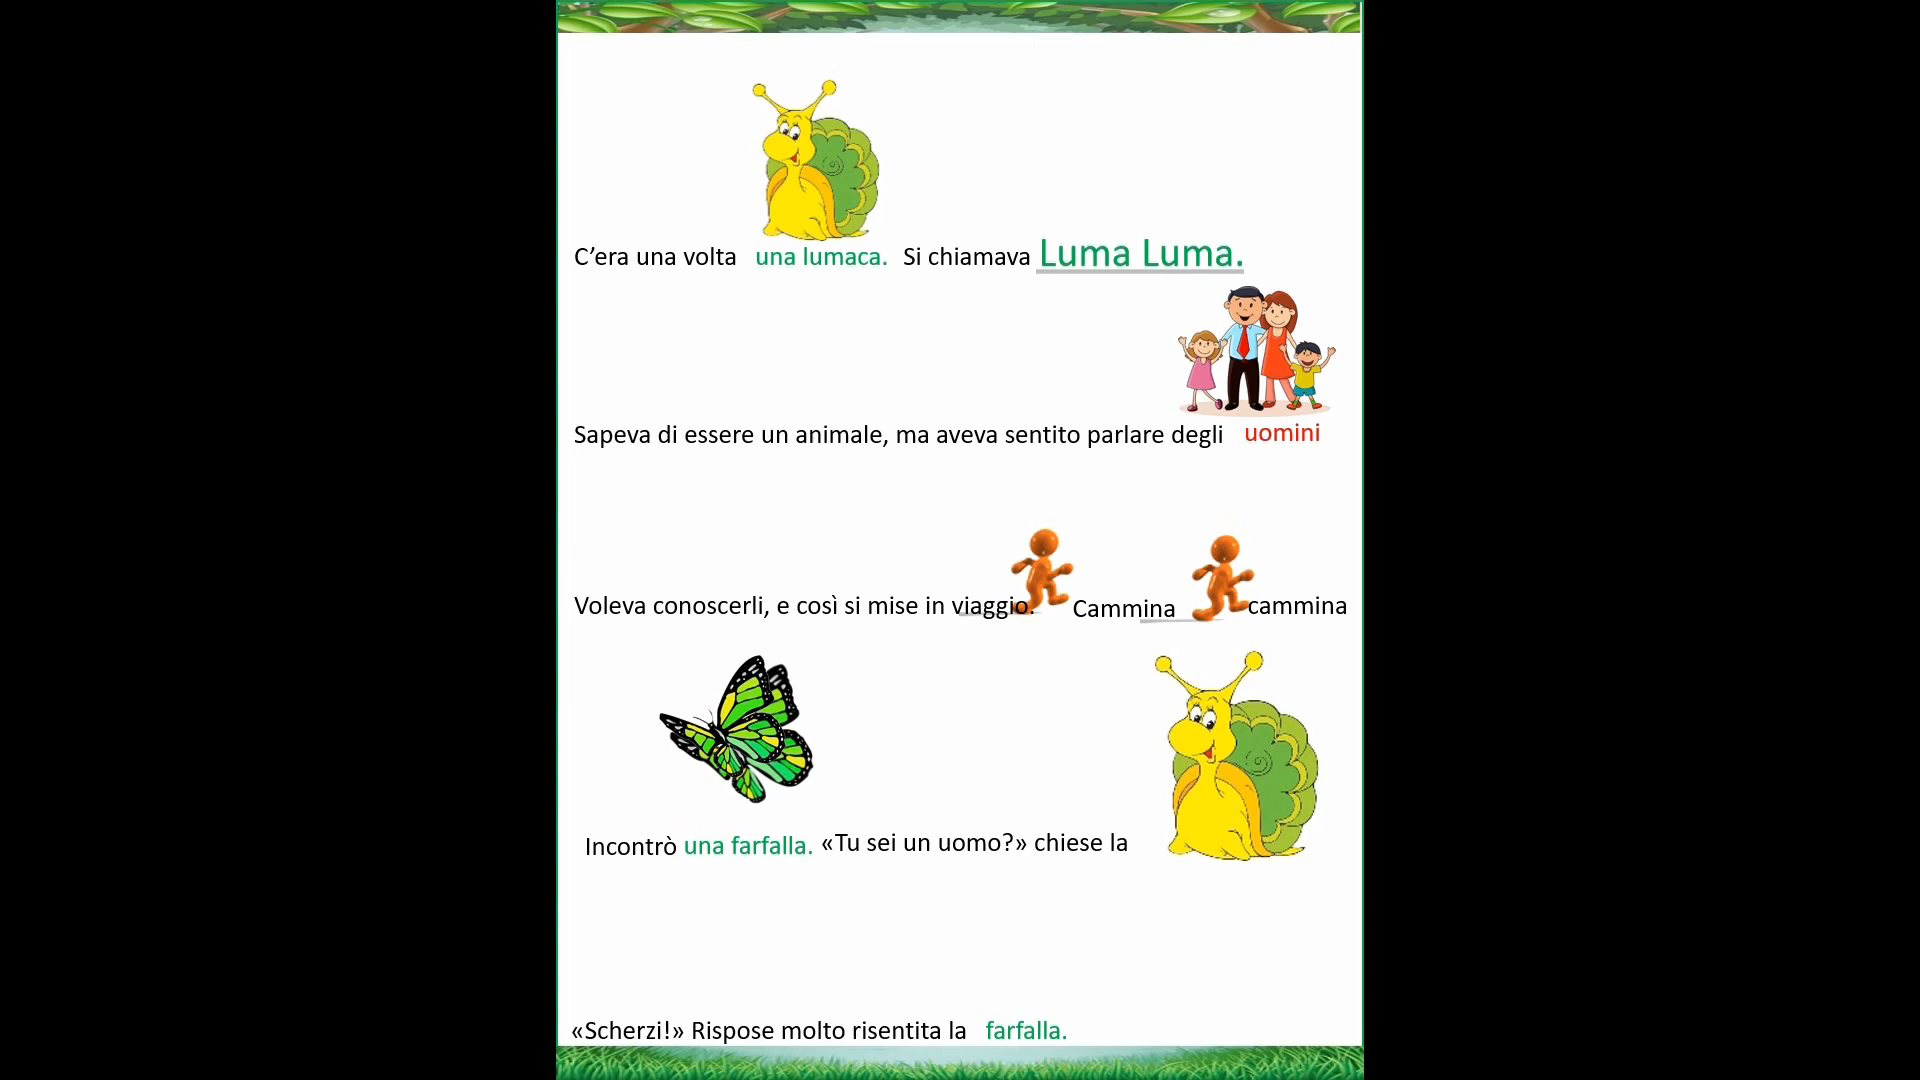 C’era una volta una lumaca. Si chiamava Luma Luma.
Sapeva di essere un animale, ma aveva sentito parlare degli uomini
Voleva conoscerli, e così si mise in viaggio. Cammina cammina
Incontrò una farfalla. «Tu sei un uomo?» chiese la
«Scherzi!» Rispose molto risentita la farfalla.